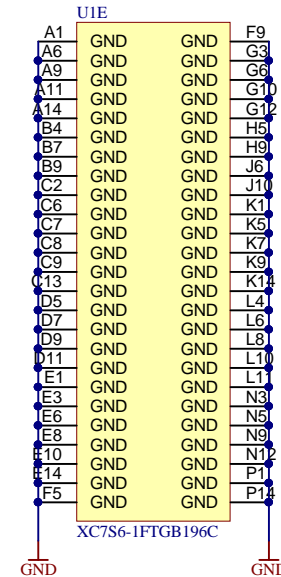 U1E
A1 GND GND F9
A6 GND GND G3
A9 GND GND G6
A11 GND GND G10
A14 GND GND G12
B4 GND GND H5
B7 GND GND H9
B9 GND GND J6
C2 GND GND J10
C6 GND GND K1
C7 GND GND K5
C8 GND GND K7
C9 GND GND K9
C13 GND GND K14
D5 GND GND L4
D7 GND GND L6
D9 GND GND L8
D11 GND GND L10
E1 GND GND L11
E3 GND GND N3
E6 GND GND N5
E8 GND GND N9
E10 GND GND N12
E14 GND GND P1
F5 GND GND P14
XC7S6-1FTGB196C
GND GND